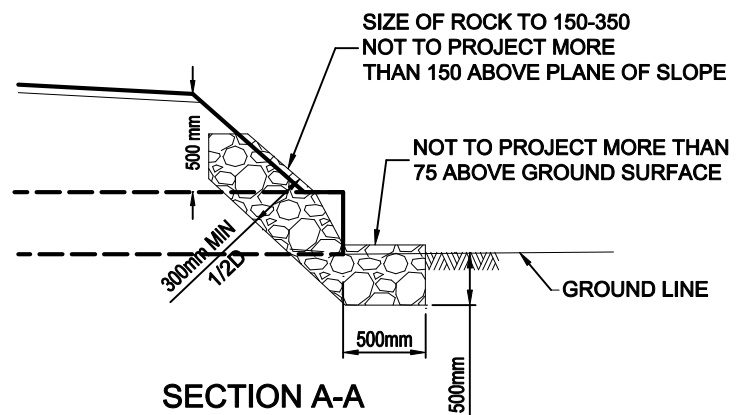 SIZE OF ROCK TO 150-350
NOT TO PROJECT MORE
THAN 150 ABOVE PLANE OF SLOPE
NOT TO PROJECT MORE THAN
75 ABOVE GROUND SURFACE
500 mm
300mm MIN
1/2D
GROUND LINE
500mm
500mm
SECTION A-A